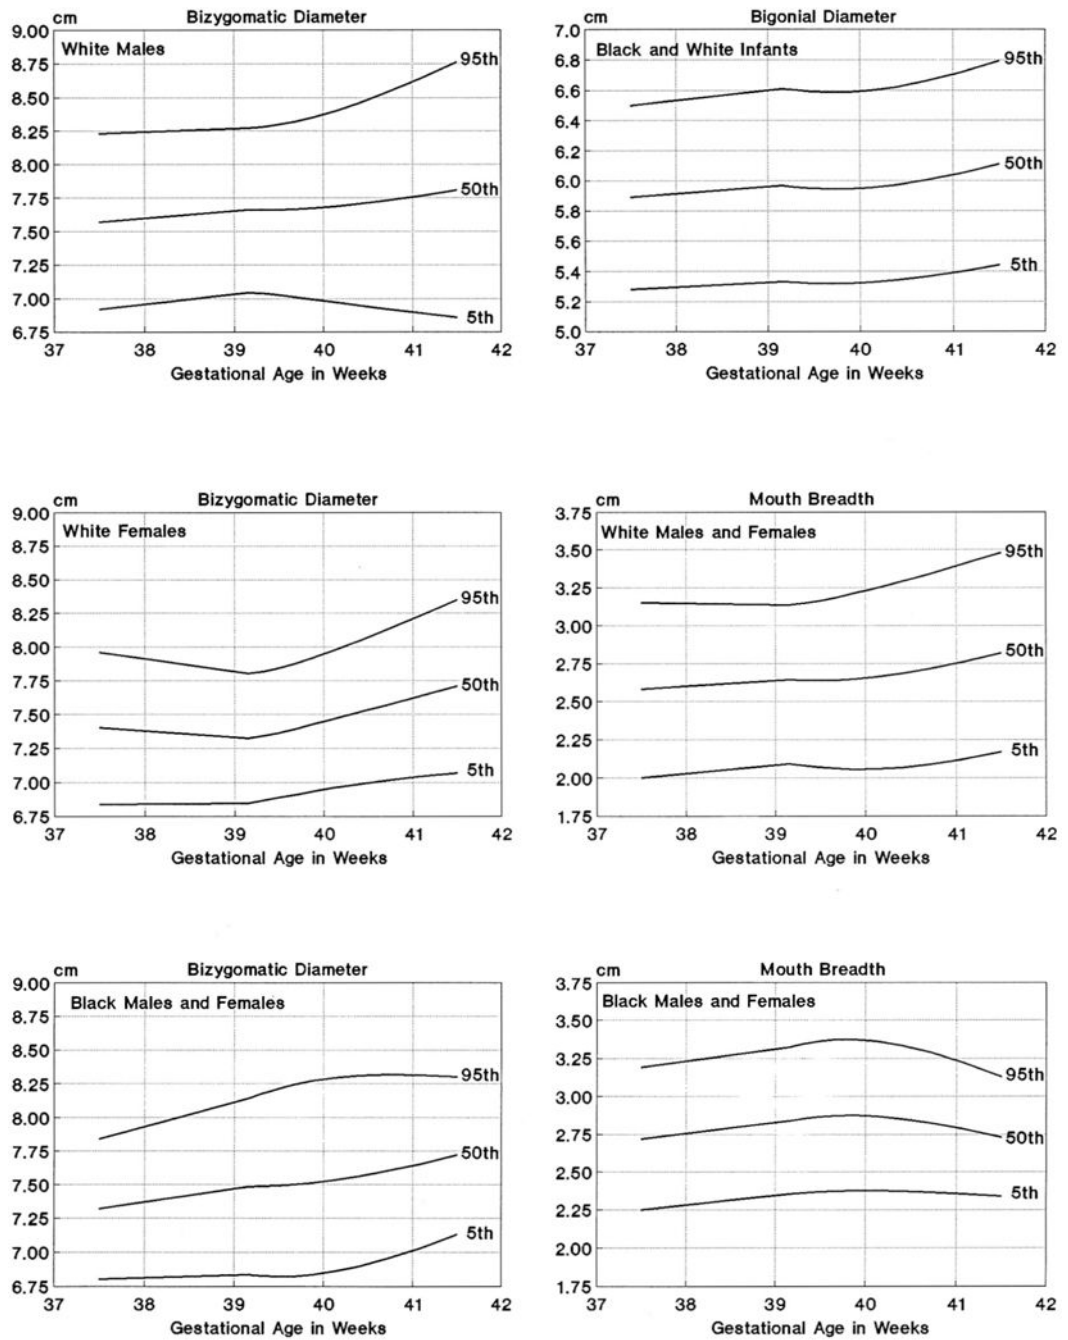 cm Bizygomatic Diameter
White Males
9.00
8.75
8.50
8.25
8.00
7.75
7.50
7.25
7.00
6.75
95th
50th
5th
37 38 39 40 41 42
Gestational Age in Weeks
cm Bigonial Diameter
Black and White Infants
7.0
6.8
6.6
6.4
6.2
6.0
5.8
5.6
5.4
5.2
5.0
95th
50th
5th
37 38 39 40 41 42
Gestational Age in Weeks
cm Bizygomatic Diameter
White Females
9.00
8.75
8.50
8.25
8.00
7.75
7.50
7.25
7.00
6.75
95th
50th
5th
37 38 39 40 41 42
Gestational Age in Weeks
cm Mouth Breadth
White Males and Females
3.75
3.50
3.25
3.00
2.75
2.50
2.25
2.00
1.75
95th
50th
5th
37 38 39 40 41 42
Gestational Age in Weeks
cm Bizygomatic Diameter
Black Males and Females
9.00
8.75
8.50
8.25
8.00
7.75
7.50
7.25
7.00
6.75
95th
50th
5th
37 38 39 40 41 42
Gestational Age in Weeks
cm Mouth Breadth
Black Males and Females
3.75
3.50
3.25
3.00
2.75
2.50
2.25
2.00
1.75
95th
50th
5th
37 38 39 40 41 42
Gestational Age in Weeks